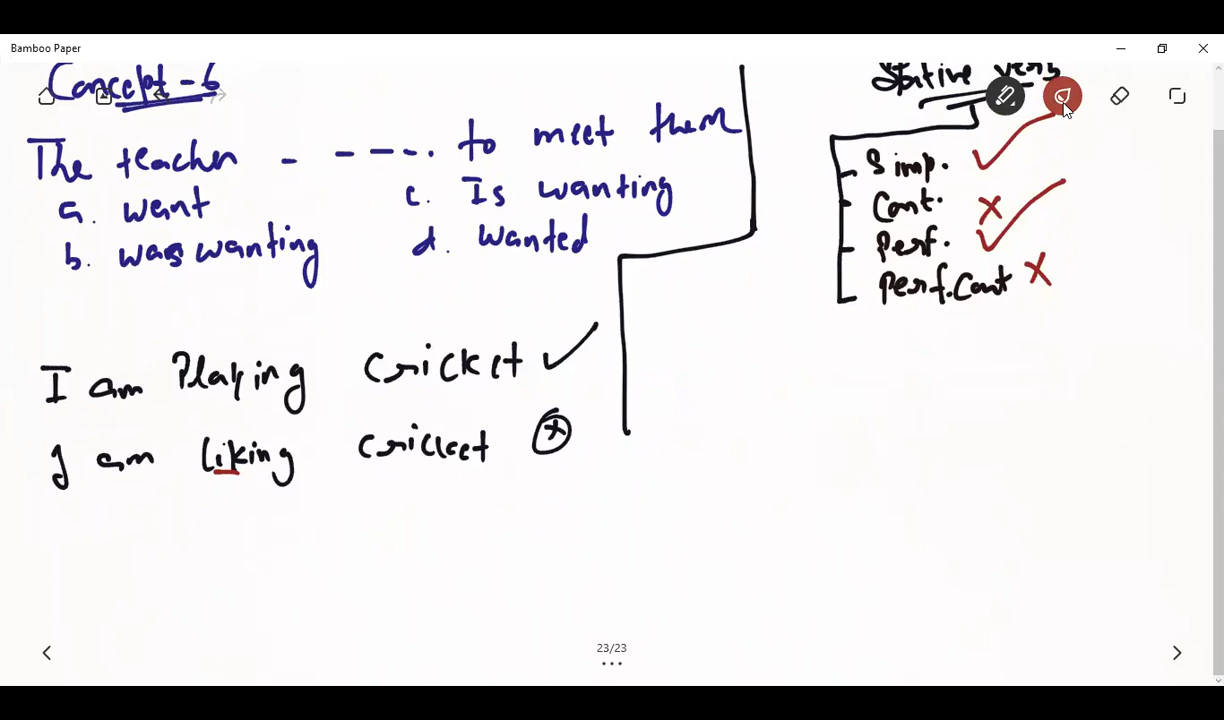 Bamboo Paper
Concept - 6
The teacher - - - - - . to meet them
a. want
c. Is wanting
b. was wanting
d. wanted
I am Playing cricket ✓
I am liking cricket x
Stative verb
Simp. ✓
Cont. x
Perf. ✓
Perf.Cont x
23/23